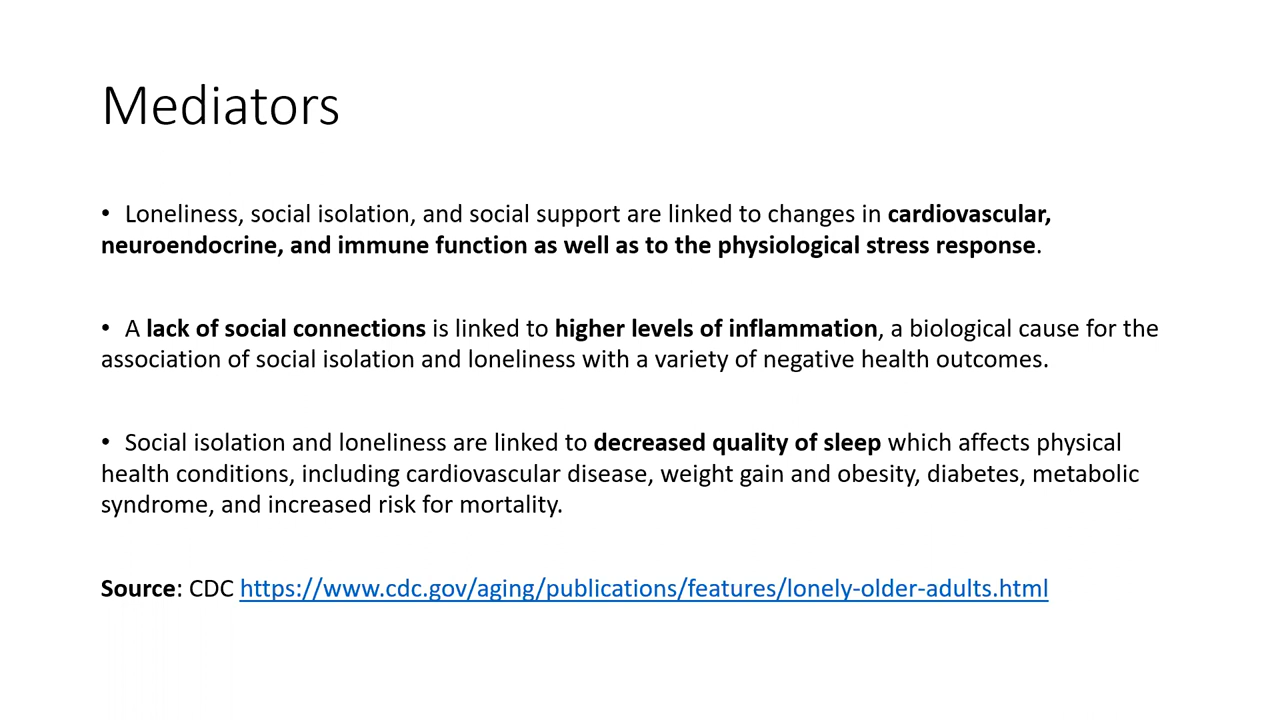 Mediators
• Loneliness, social isolation, and social support are linked to changes in cardiovascular,
neuroendocrine, and immune function as well as to the physiological stress response.
• A lack of social connections is linked to higher levels of inflammation, a biological cause for the
association of social isolation and loneliness with a variety of negative health outcomes.
• Social isolation and loneliness are linked to decreased quality of sleep which affects physical
health conditions, including cardiovascular disease, weight gain and obesity, diabetes, metabolic
syndrome, and increased risk for mortality.
Source: CDC https://www.cdc.gov/aging/publications/features/lonely-older-adults.html